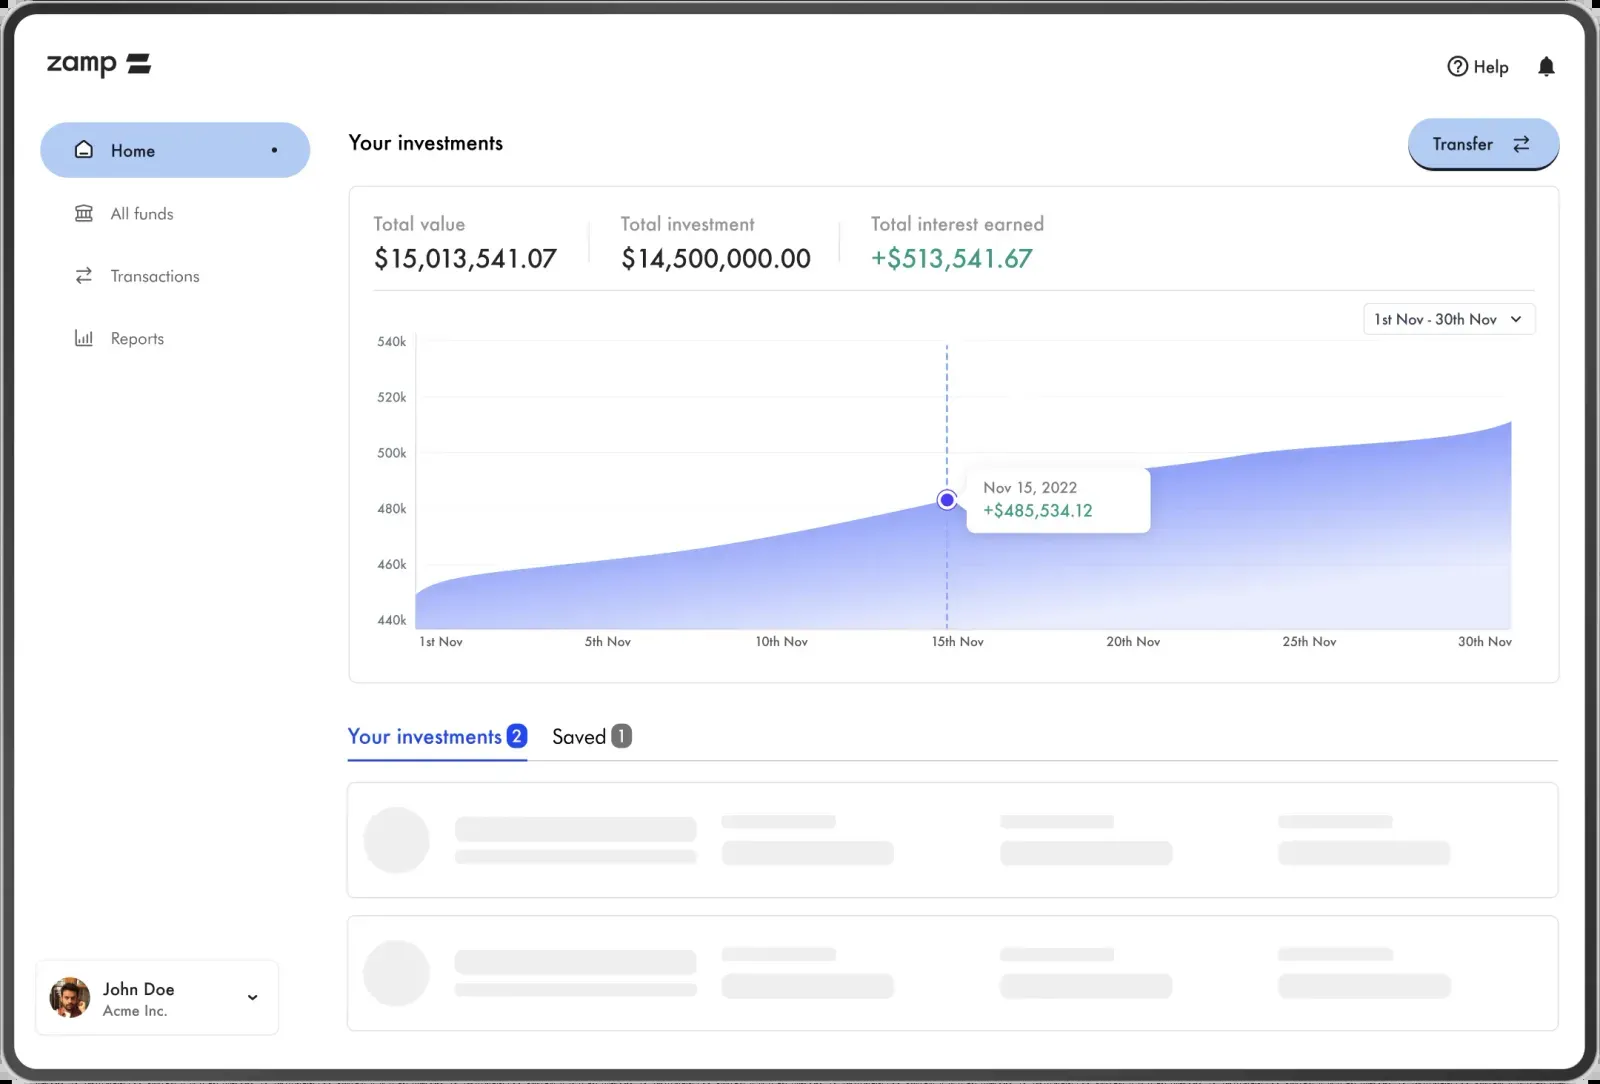 zamp
Help
Home
All funds
Transactions
Reports
Your investments
Transfer
Total value
$15,013,541.07
Total investment
$14,500,000.00
Total interest earned
+$513,541.67
1st Nov - 30th Nov
540k
520k
500k
480k
460k
440k
Nov 15, 2022
+$485,534.12
1st Nov
5th Nov
10th Nov
15th Nov
20th Nov
25th Nov
30th Nov
Your investments 2
Saved 1
John Doe
Acme Inc.